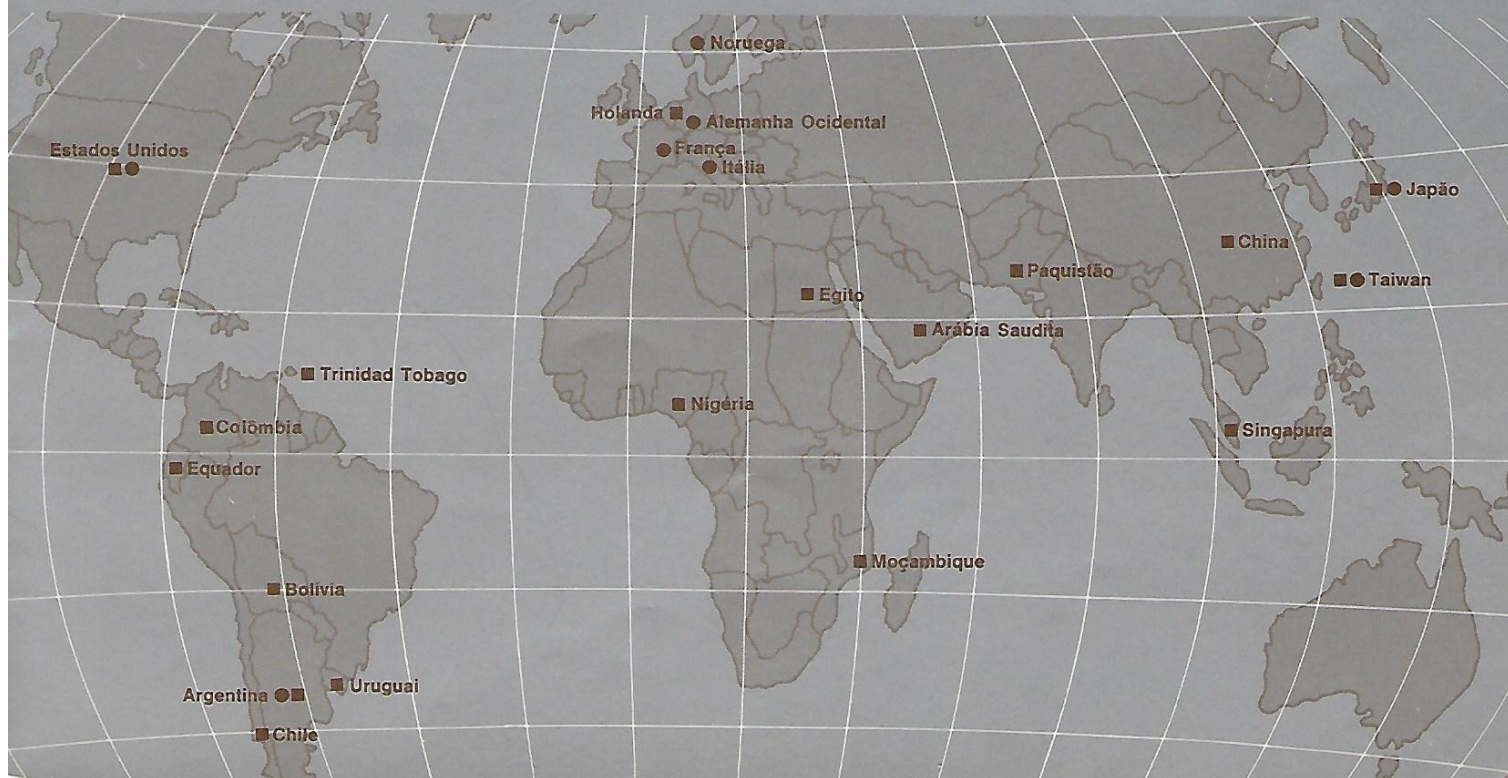 Noruega
Holanda
Alemanha Ocidental
França
Itália
Estados Unidos
Japão
China
Paquistão
Taiwan
Egito
Arábia Saudita
Trinidad Tobago
Nigéria
Colômbia
Singapura
Equador
Moçambique
Bolívia
Uruguai
Argentina
Chile